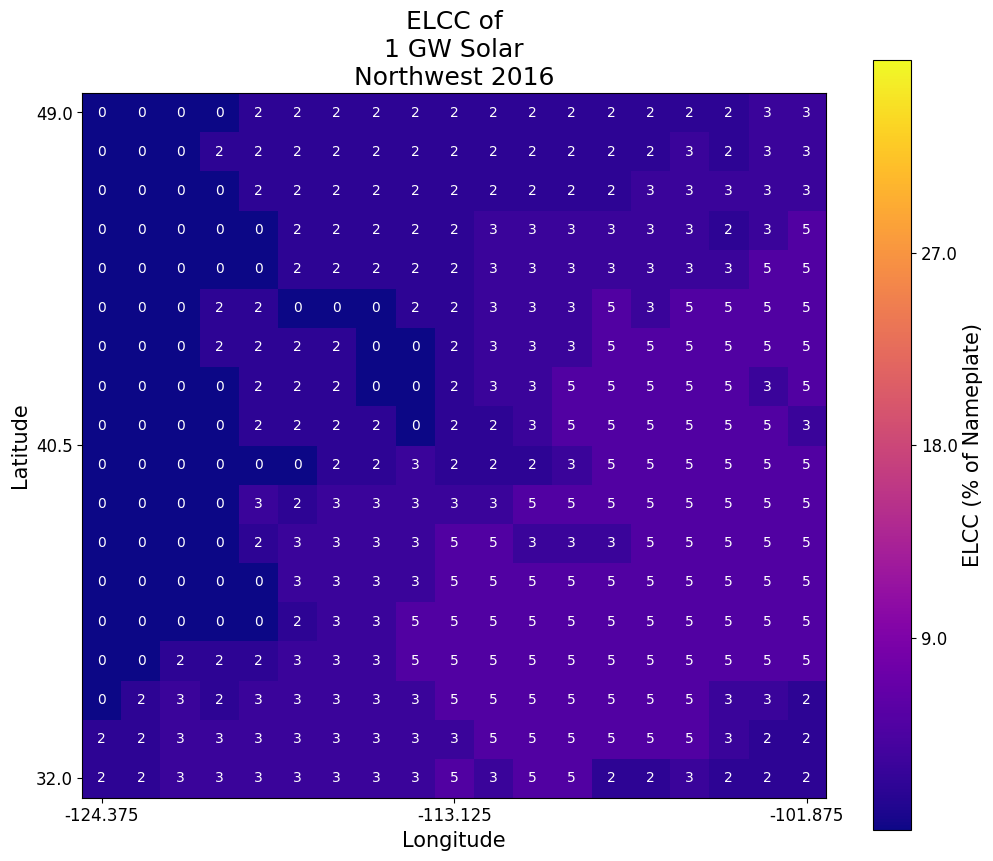 ELCC of
1 GW Solar
Northwest 2016
49.0
0 0 0 0 2 2 2 2 2 2 2 2 2 2 2 2 2 3 3
0 0 0 2 2 2 2 2 2 2 2 2 2 2 2 3 2 3 3
0 0 0 0 2 2 2 2 2 2 2 2 2 2 3 3 3 3 3
0 0 0 0 0 2 2 2 2 2 3 3 3 3 3 3 2 3 5
0 0 0 0 0 2 2 2 2 2 3 3 3 3 3 3 3 5 5
0 0 0 2 2 0 0 0 2 2 3 3 3 5 3 5 5 5 5
0 0 0 2 2 2 2 0 0 2 3 3 3 5 5 5 5 5 5
0 0 0 0 2 2 2 0 0 2 3 3 5 5 5 5 5 3 5
40.5
0 0 0 0 2 2 2 2 0 2 2 3 5 5 5 5 5 5 3
0 0 0 0 0 0 2 2 3 2 2 2 3 5 5 5 5 5 5
0 0 0 0 3 2 3 3 3 3 3 5 5 5 5 5 5 5 5
0 0 0 0 2 3 3 3 3 5 5 3 3 3 5 5 5 5 5
0 0 0 0 0 3 3 3 3 5 5 5 5 5 5 5 5 5 5
0 0 0 0 0 2 3 3 5 5 5 5 5 5 5 5 5 5 5
0 0 2 2 2 3 3 3 5 5 5 5 5 5 5 5 5 5 5
0 2 3 2 3 3 3 3 3 5 5 5 5 5 5 5 3 3 2
2 2 3 3 3 3 3 3 3 3 5 5 5 5 5 5 3 2 2
32.0
2 2 3 3 3 3 3 3 3 5 3 5 5 2 2 3 2 2 2
-124.375
-113.125
-101.875
Longitude
Latitude
27.0
18.0
9.0
ELCC (% of Nameplate)